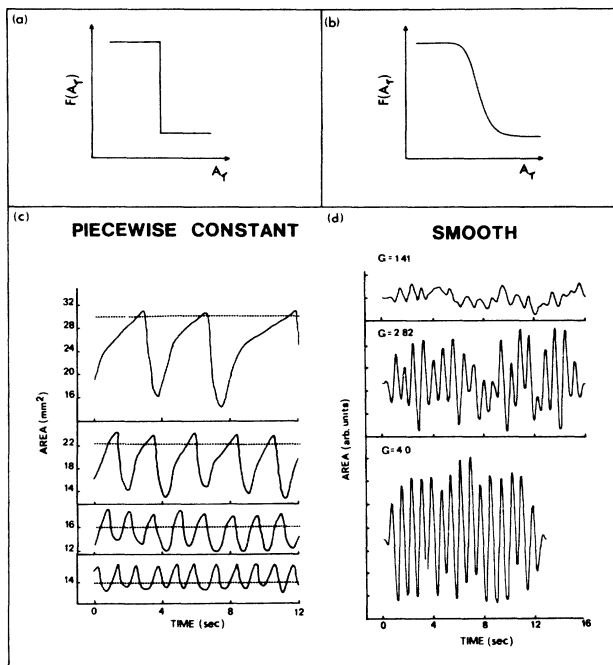 (a)
F(Aᵧ)
Aᵧ
(b)
F(Aᵧ)
Aᵧ
(c)
PIECEWISE CONSTANT
AREA (mm²)
32
28
24
20
16
22
18
14
16
12
14
0
4
8
12
TIME (sec)
(d)
SMOOTH
G = 1.41
G = 2.82
G = 4.0
AREA (arb. units)
0
4
8
12
16
TIME (sec)